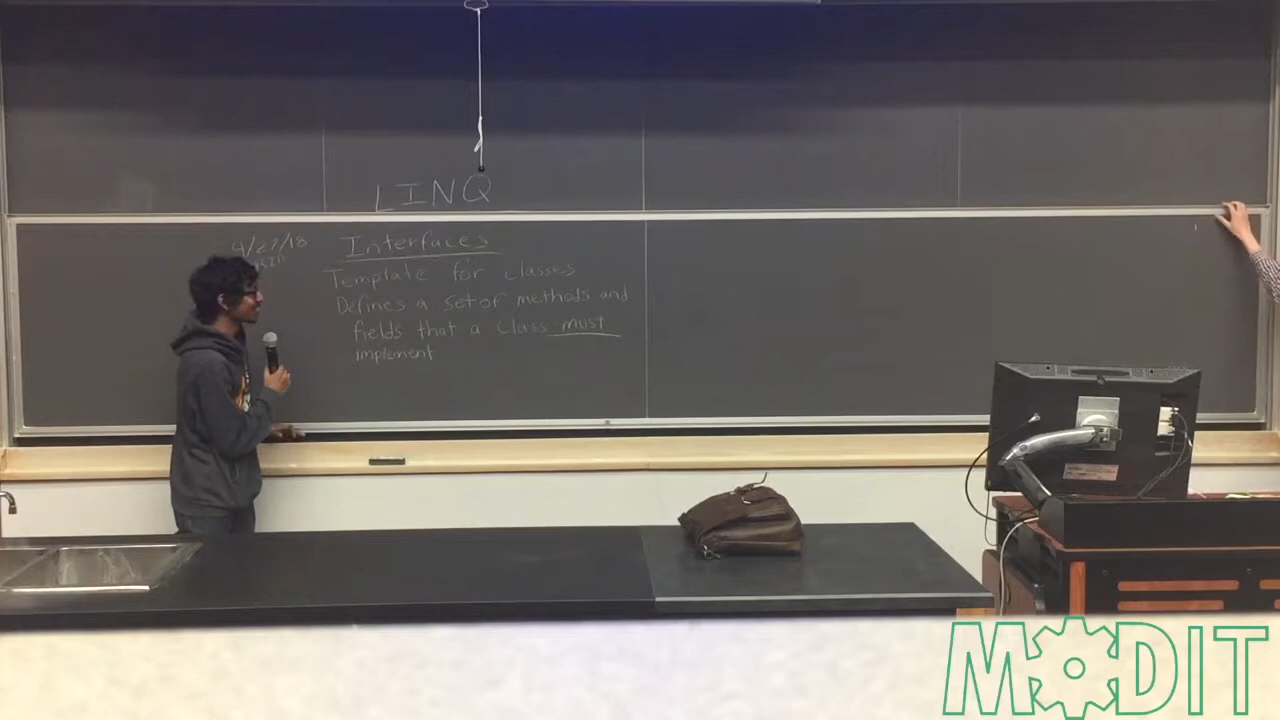 LINQ
4/27/18
Interfaces
Template for classes
Defines a set of methods and
fields that a class must
implement
MODIT